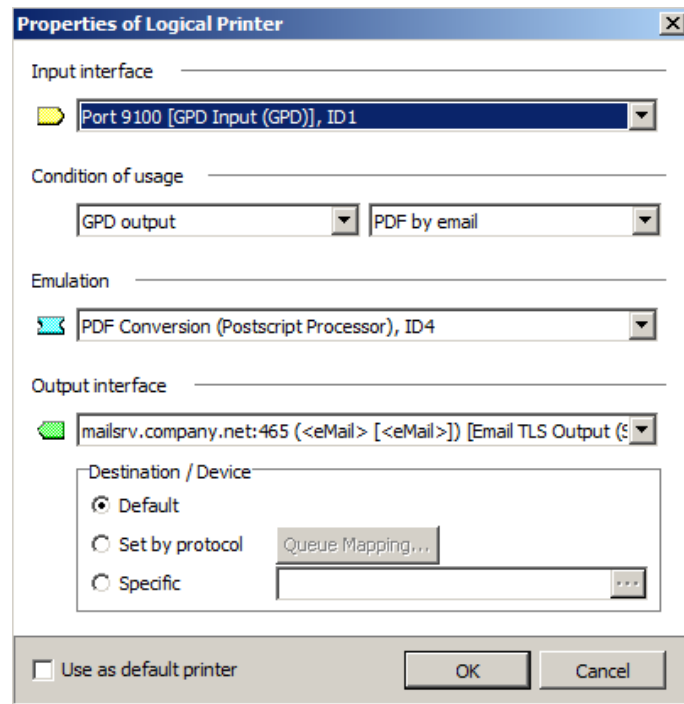 Properties of Logical Printer
Input interface
Port 9100 [GPD Input (GPD)], ID1
Condition of usage
GPD output PDF by email
Emulation
PDF Conversion (Postscript Processor), ID4
Output interface
mailsrv.company.net:465 (<eMail> [<eMail>]) [Email TLS Output (S
Destination / Device
Default
Set by protocol Queue Mapping...
Specific ...
Use as default printer OK Cancel